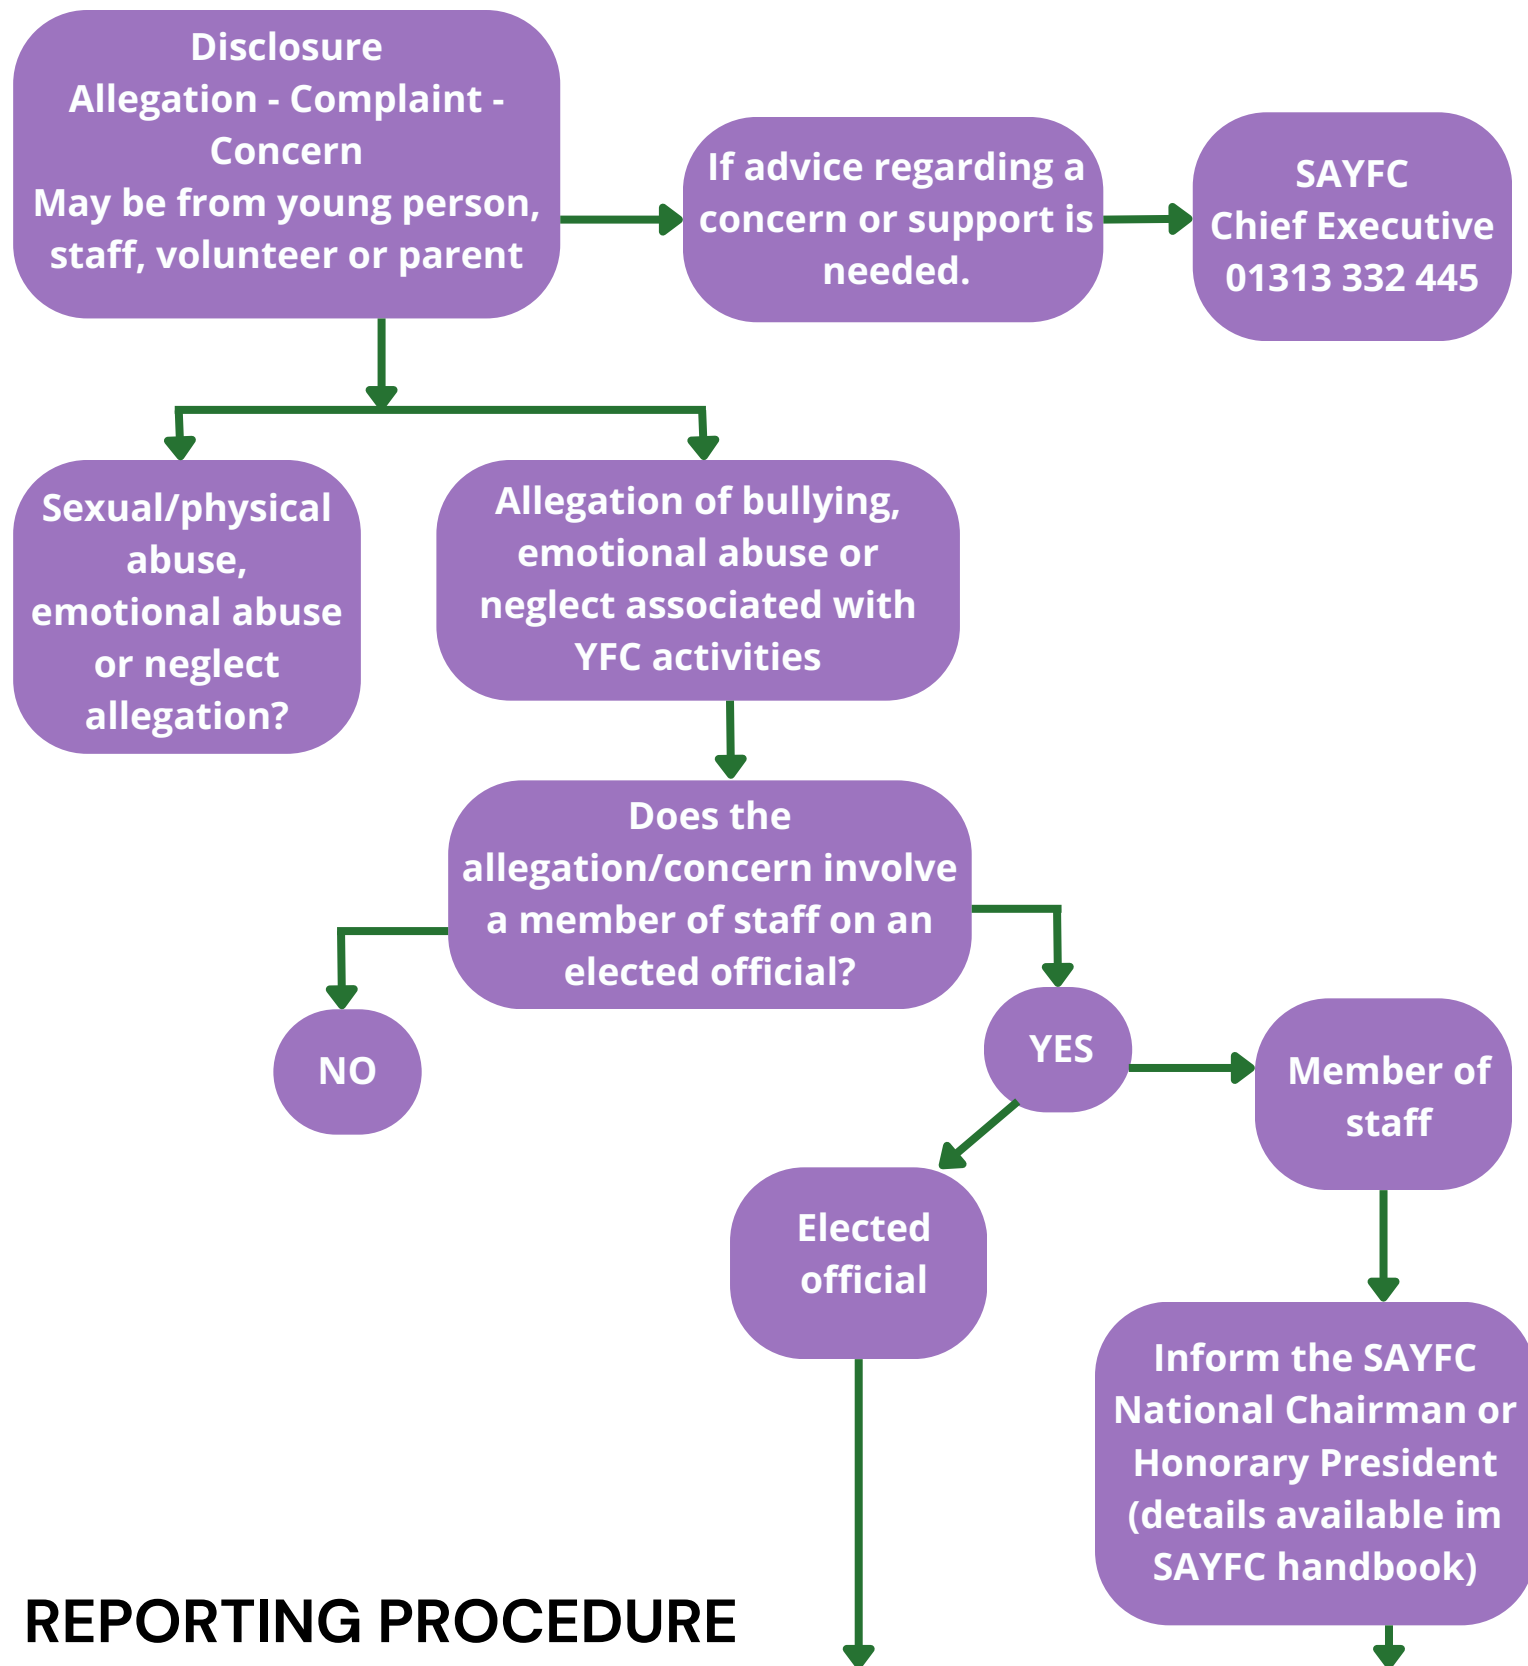 Disclosure
Allegation - Complaint -
Concern
May be from young person,
staff, volunteer or parent
If advice regarding a
concern or support is
needed.
SAYFC
Chief Executive
01313 332 445
Sexual/physical
abuse,
emotional abuse
or neglect
allegation?
Allegation of bullying,
emotional abuse or
neglect associated with
YFC activities
Does the
allegation/concern involve
a member of staff on an
elected official?
NO
YES
Member of
staff
Elected
official
Inform the SAYFC
National Chairman or
Honorary President
(details available im
SAYFC handbook)
REPORTING PROCEDURE